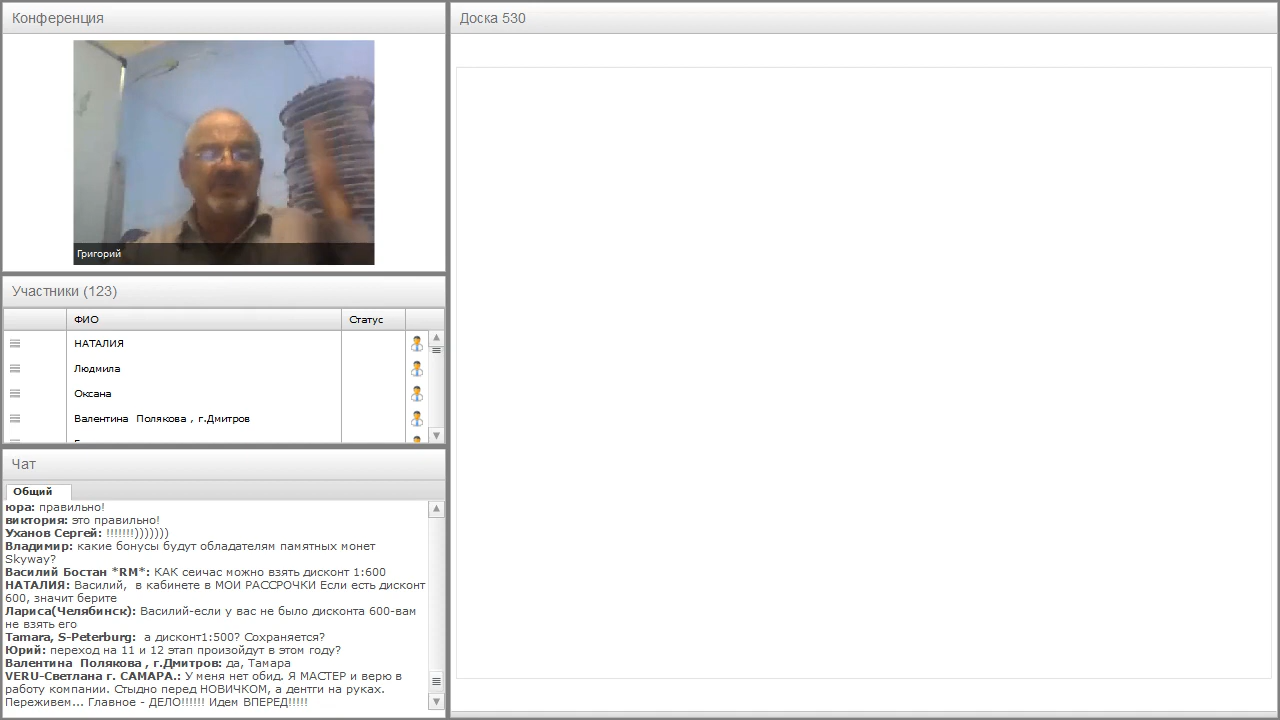 Конференция
Григорий
Участники (123)
ФИО
Статус
НАТАЛИЯ
Людмила
Оксана
Валентина Полякова , г.Дмитров
Чат
Общий
юра: правильно!
виктория: это правильно!
Уханов Сергей: !!!!!!!)))))))
Владимир: какие бонусы будут обладателям памятных монет
Skyway?
Василий Бостан *RM*: КАК сейчас можно взять дисконт 1:600
НАТАЛИЯ: Василий, в кабинете в МОИ РАССРОЧКИ Если есть дисконт
600, значит берите
Лариса(Челябинск): Василий-если у вас не было дисконта 600-вам
не взять его
Tamara, S-Peterburg: а дисконт1:500? Сохраняется?
Юрий: переход на 11 и 12 этап произойдут в этом году?
Валентина Полякова , г.Дмитров: да, Тамара
VERU-Светлана г. САМАРА.: У меня нет обид. Я МАСТЕР и верю в
работу компании. Стыдно перед НОВИЧКОМ, а дентги на руках.
Переживем... Главное - ДЕЛО!!!!!! Идем ВПЕРЕД!!!!!
Доска 530